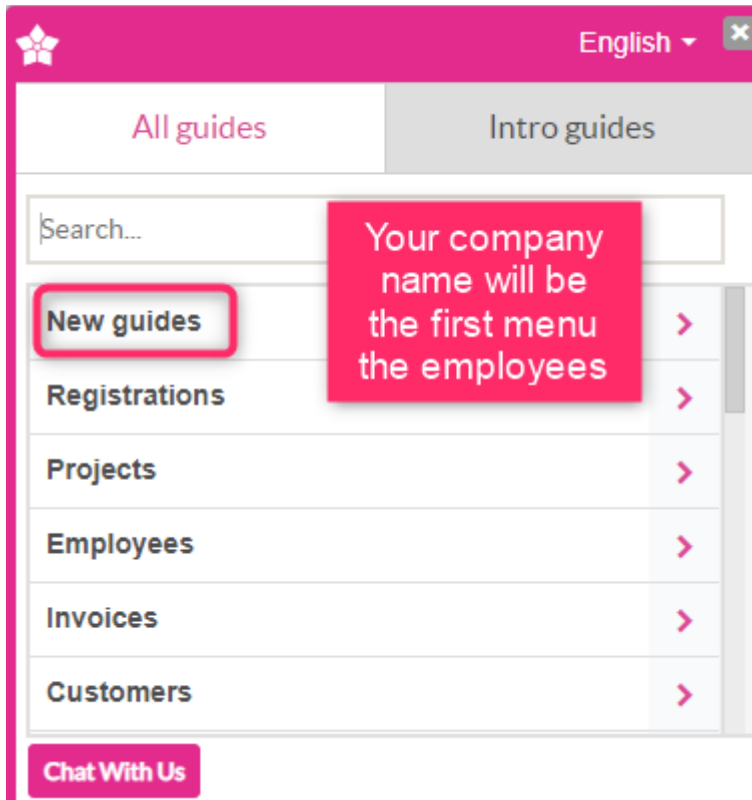 English
All guides
Intro guides
Search...
Your company
name will be
the first menu
the employees
New guides
Registrations
Projects
Employees
Invoices
Customers
Chat With Us